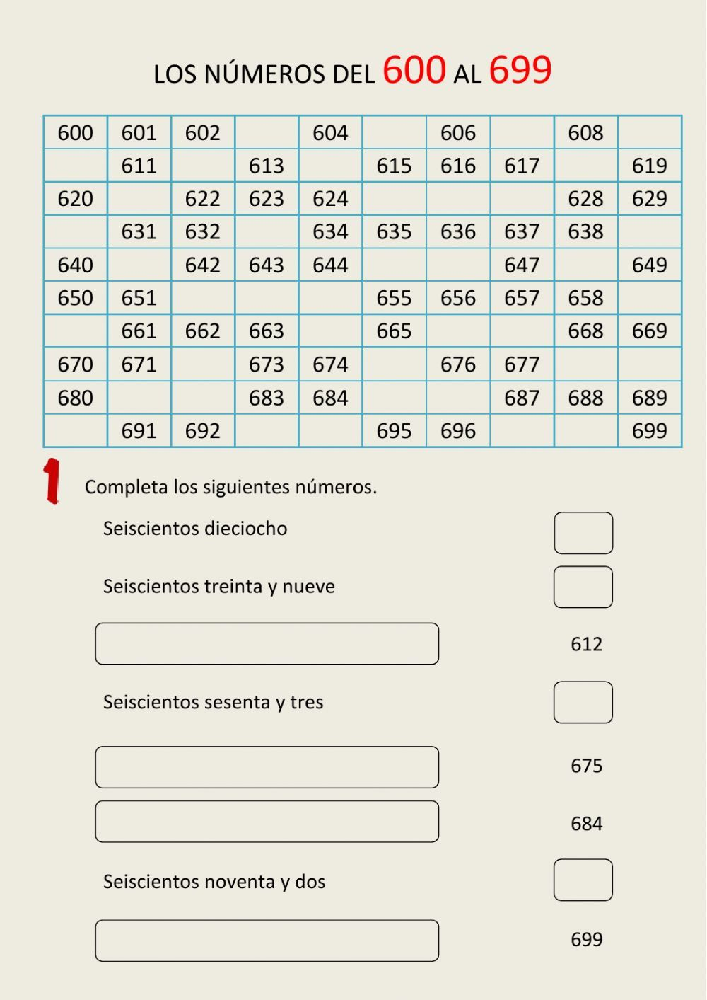 LOS NÚMEROS DEL 600 AL 699
600 601 602 604 606 608
611 613 615 616 617 619
620 622 623 624 628 629
631 632 634 635 636 637 638
640 642 643 644 647 649
650 651 655 656 657 658
661 662 663 665 668 669
670 671 673 674 676 677
680 683 684 687 688 689
691 692 695 696 699
1 Completa los siguientes números.
Seiscientos dieciocho
Seiscientos treinta y nueve
612
Seiscientos sesenta y tres
675
684
Seiscientos noventa y dos
699